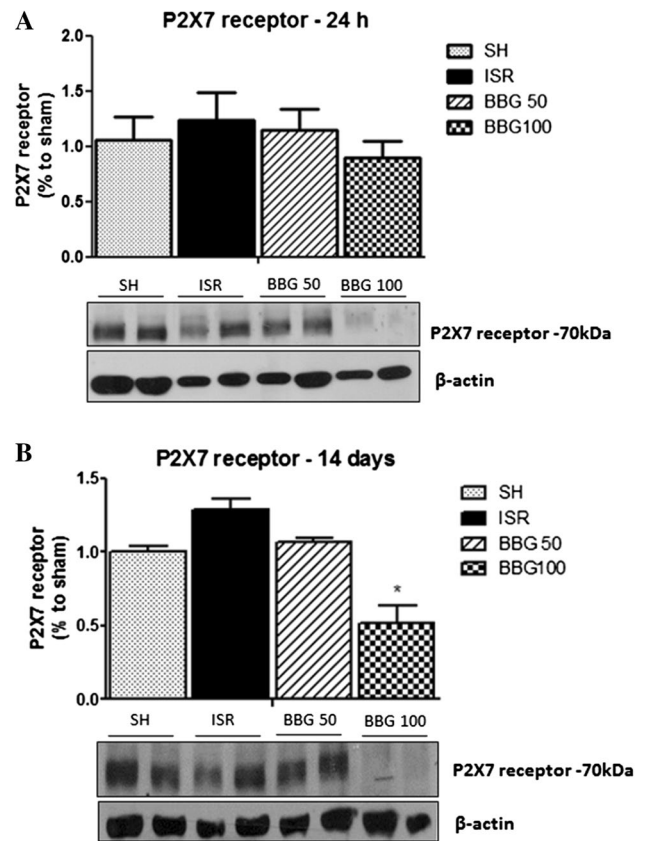 A
P2X7 receptor - 24 h
P2X7 receptor
(% to sham)
2.0
1.5
1.0
0.5
0.0
SH
ISR
BBG 50
BBG100
SH ISR BBG 50 BBG 100
P2X7 receptor -70kDa
β-actin
B
P2X7 receptor - 14 days
P2X7 receptor
(% to sham)
1.5
1.0
0.5
0.0
*
SH
ISR
BBG 50
BBG100
SH ISR BBG 50 BBG 100
P2X7 receptor -70kDa
β-actin